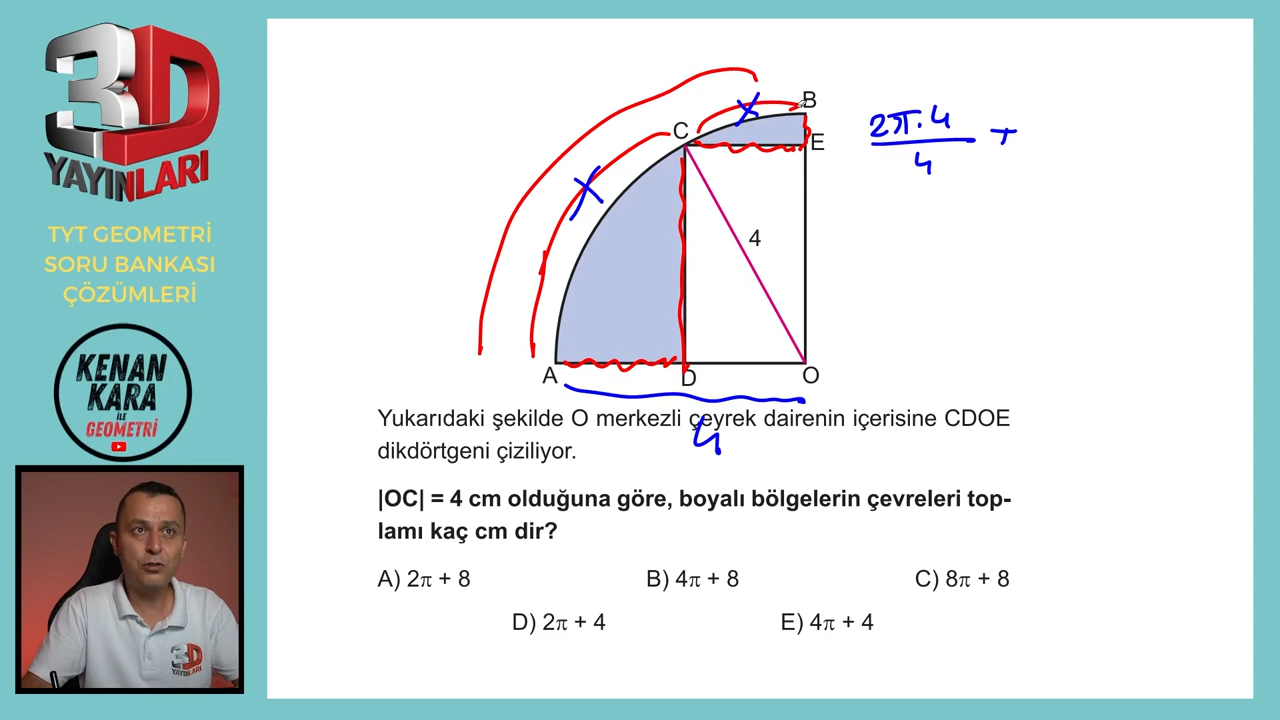 3D
YAYINLARI
TYT GEOMETRİ
SORU BANKASI
ÇÖZÜMLERİ
KENAN
KARA
İLE
GEOMETRİ
3D
YAYINLARI
B
C
E
4
A
D
O
2π.4 +
4
4
Yukarıdaki şekilde O merkezli çeyrek dairenin içerisine CDOE
dikdörtgeni çiziliyor.
|OC| = 4 cm olduğuna göre, boyalı bölgelerin çevreleri top-
lamı kaç cm dir?
A) 2π + 8 B) 4π + 8 C) 8π + 8
D) 2π + 4 E) 4π + 4